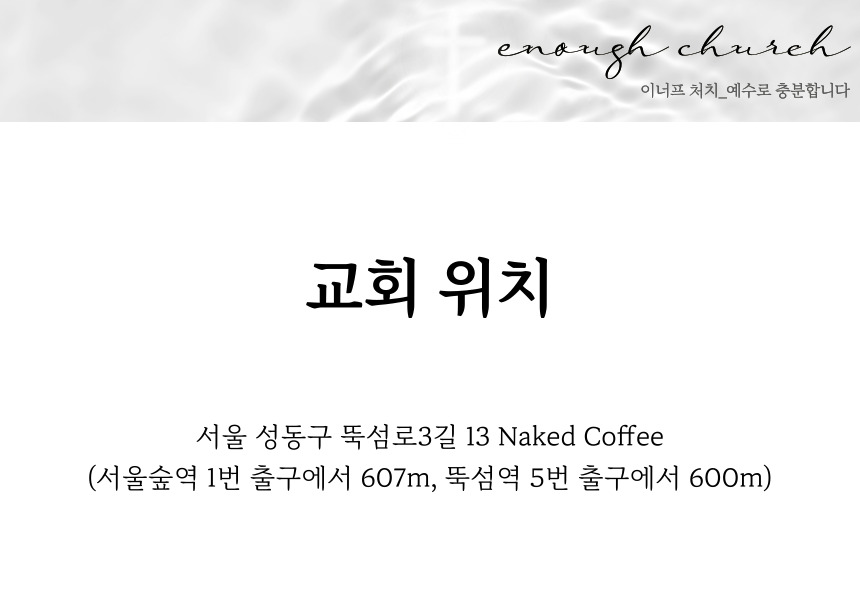 enough church
이너프 처치_예수로 충분합니다
교회 위치
서울 성동구 뚝섬로3길 13 Naked Coffee
(서울숲역 1번 출구에서 607m, 뚝섬역 5번 출구에서 600m)